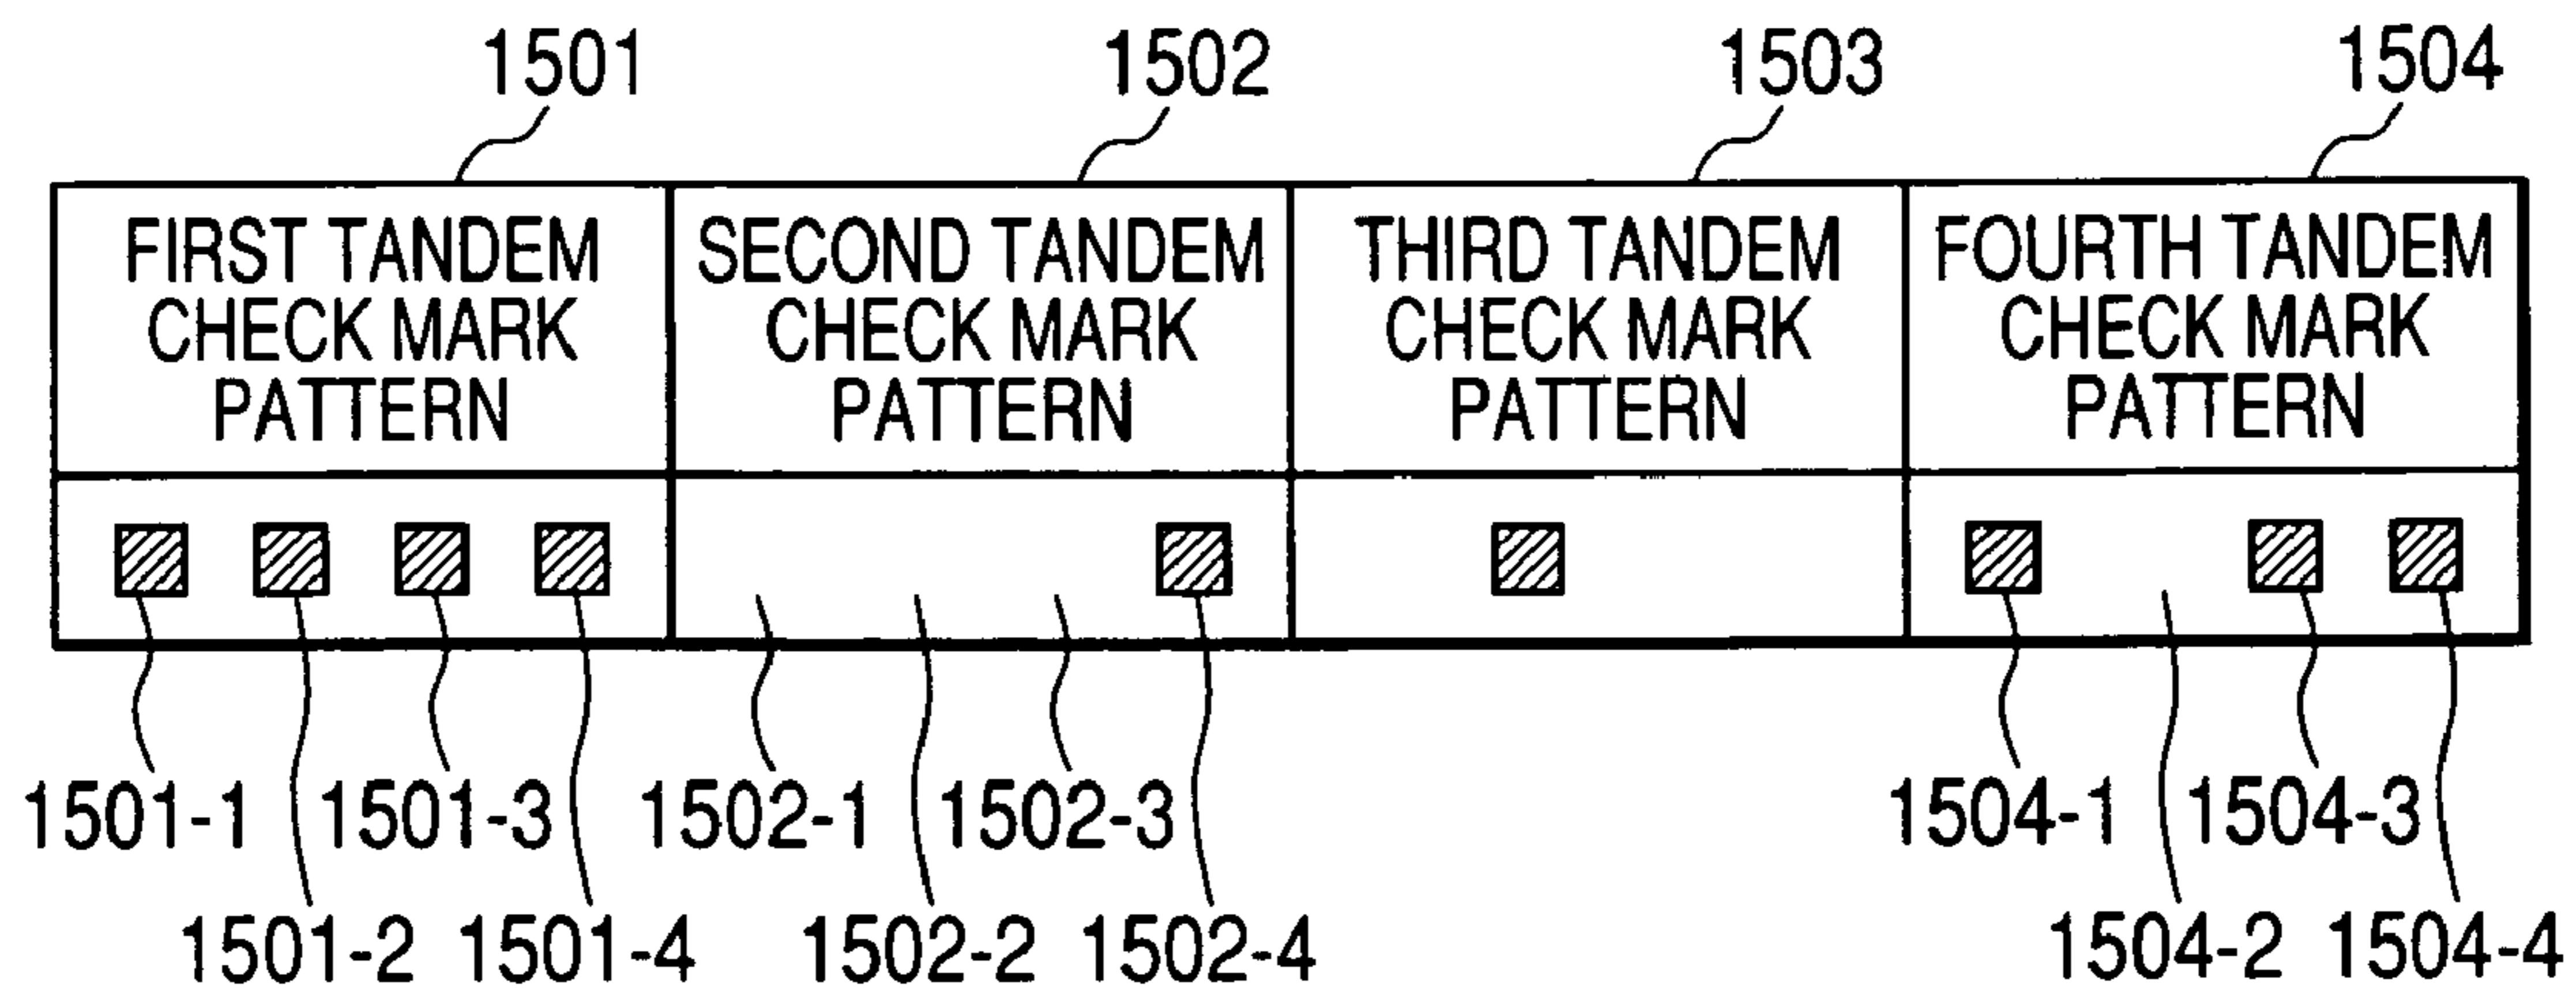 1501 1502 1503 1504
FIRST TANDEM CHECK MARK PATTERN
SECOND TANDEM CHECK MARK PATTERN
THIRD TANDEM CHECK MARK PATTERN
FOURTH TANDEM CHECK MARK PATTERN
1501-1 1501-3 1502-1 1502-3 1504-1 1504-3
1501-2 1501-4 1502-2 1502-4 1504-2 1504-4